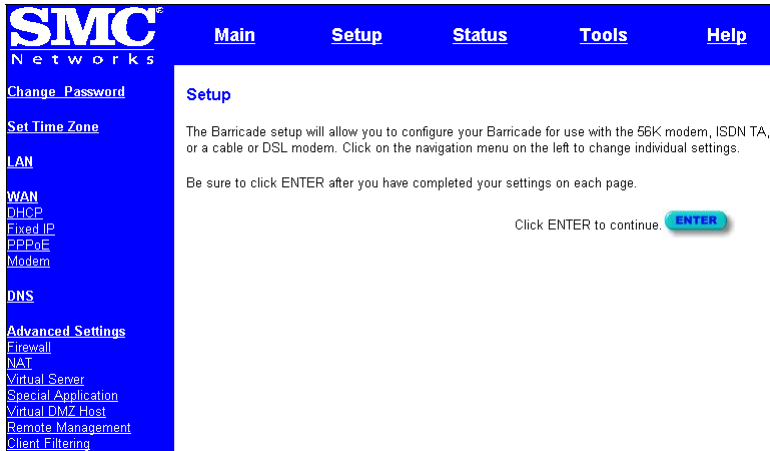 SMC®
Networks
Main Setup Status Tools Help
Change Password
Set Time Zone
LAN
WAN
DHCP
Fixed IP
PPPoE
Modem
DNS
Advanced Settings
Firewall
NAT
Virtual Server
Special Application
Virtual DMZ Host
Remote Management
Client Filtering
Setup
The Barricade setup will allow you to configure your Barricade for use with the 56K modem, ISDN TA,
or a cable or DSL modem. Click on the navigation menu on the left to change individual settings.
Be sure to click ENTER after you have completed your settings on each page.
Click ENTER to continue. ENTER